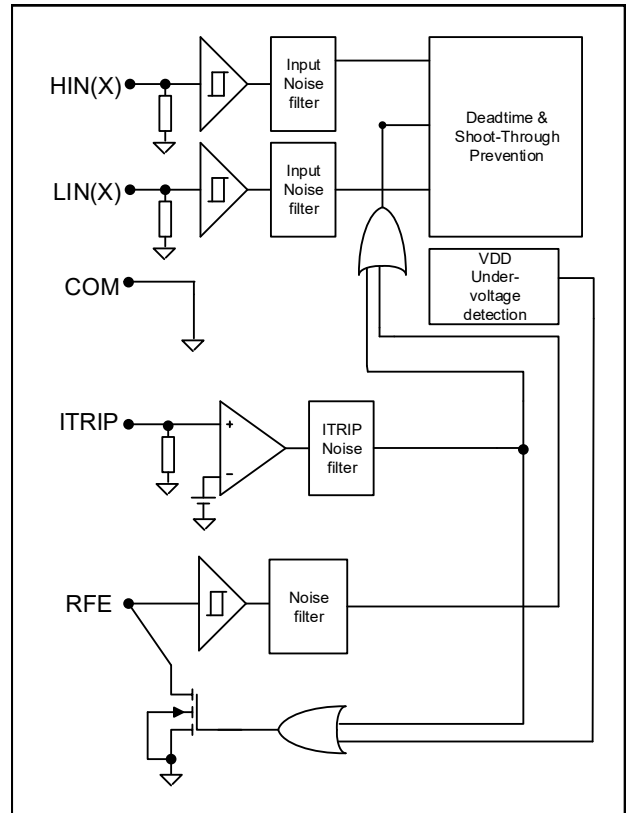 HIN(X)
Input
Noise
filter
Deadtime &
Shoot-Through
Prevention
LIN(X)
Input
Noise
filter
VDD
Under-
voltage
detection
COM
ITRIP
+
−
ITRIP
Noise
filter
RFE
Noise
filter